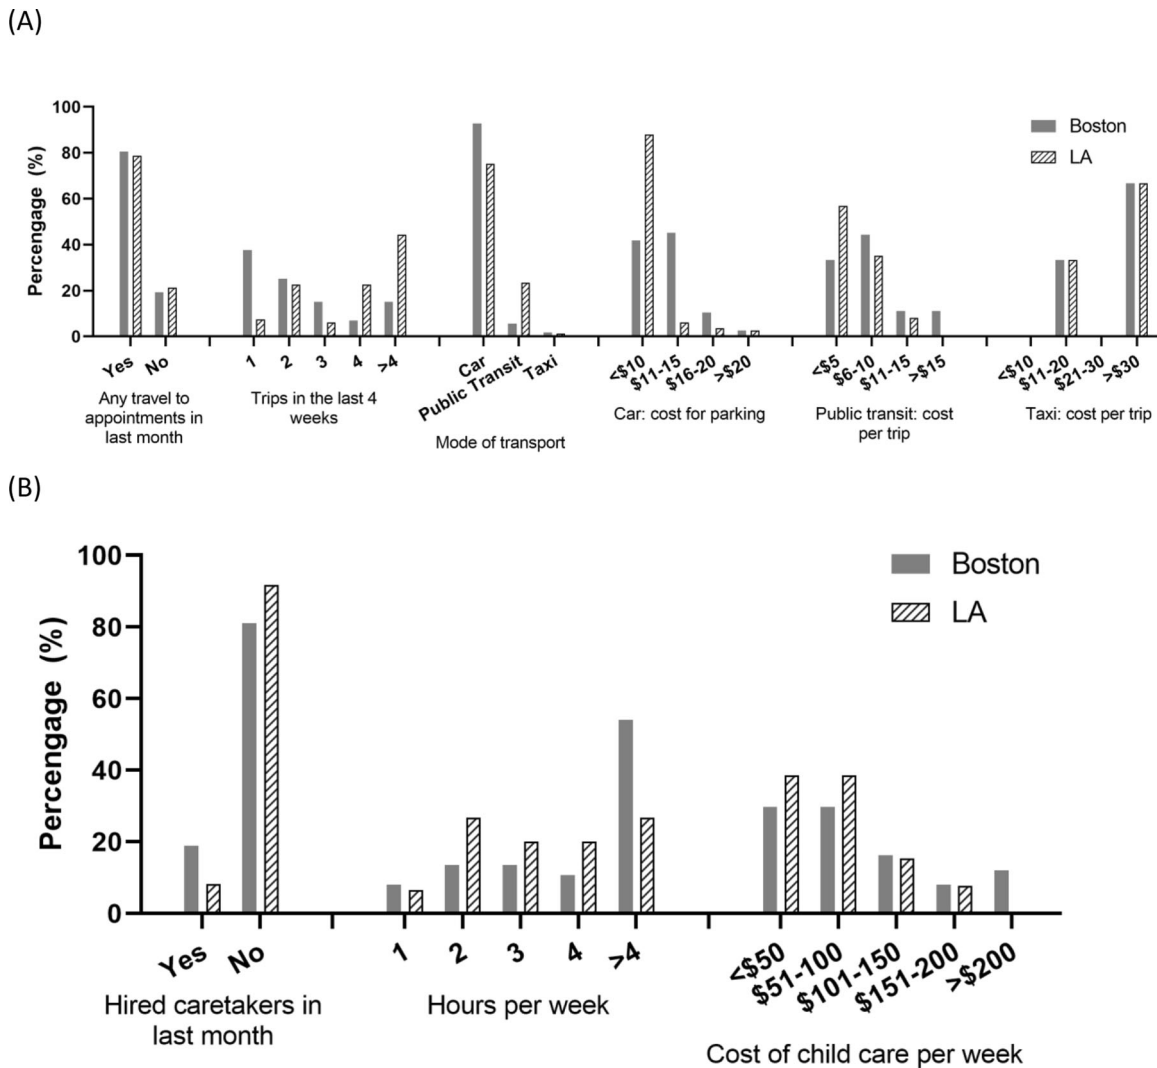 (A)
Percengage (%)
100
80
60
40
20
0
Boston
LA
Yes No
1 2 3 4 >4
Car Public Transit Taxi
<$10 $11-15 $16-20 >$20
<$5 $6-10 $11-15 >$15
<$10 $11-20 $21-30 >$30
Any travel to
appointments in
last month
Trips in the last 4
weeks
Mode of transport
Car: cost for parking
Public transit: cost
per trip
Taxi: cost per trip
(B)
Percengage (%)
100
80
60
40
20
0
Boston
LA
Yes No
1 2 3 4 >4
<$50 $51-100 $101-150 $151-200 >$200
Hired caretakers in
last month
Hours per week
Cost of child care per week